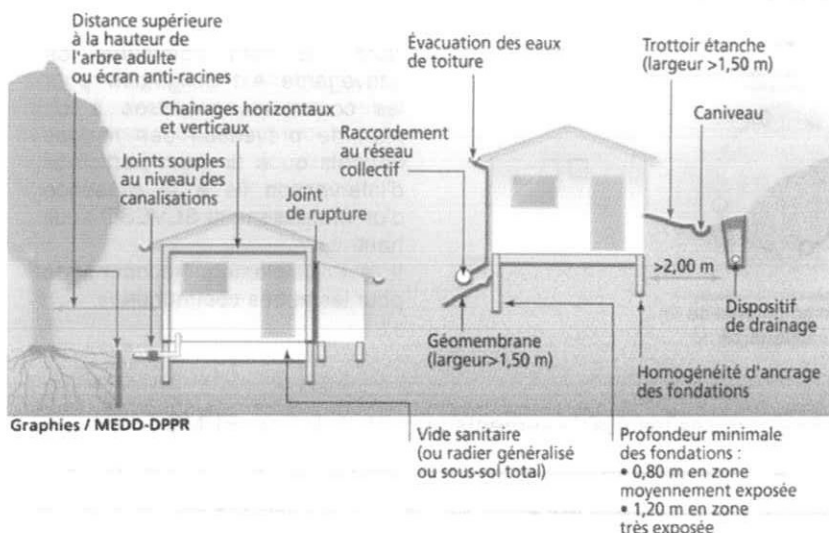 Distance supérieure
à la hauteur de
l'arbre adulte
ou écran anti-racines
Chaînages horizontaux
et verticaux
Joints souples
au niveau des
canalisations
Joint
de rupture
Évacuation des eaux
de toiture
Raccordement
au réseau
collectif
Trottoir étanche
(largeur >1,50 m)
Caniveau
>2,00 m
Géomembrane
(largeur>1,50 m)
Dispositif
de drainage
Homogénéité d'ancrage
des fondations
Graphies / MEDD-DPPR
Vide sanitaire
(ou radier généralisé
ou sous-sol total)
Profondeur minimale
des fondations :
• 0,80 m en zone
moyennement exposée
• 1,20 m en zone
très exposée